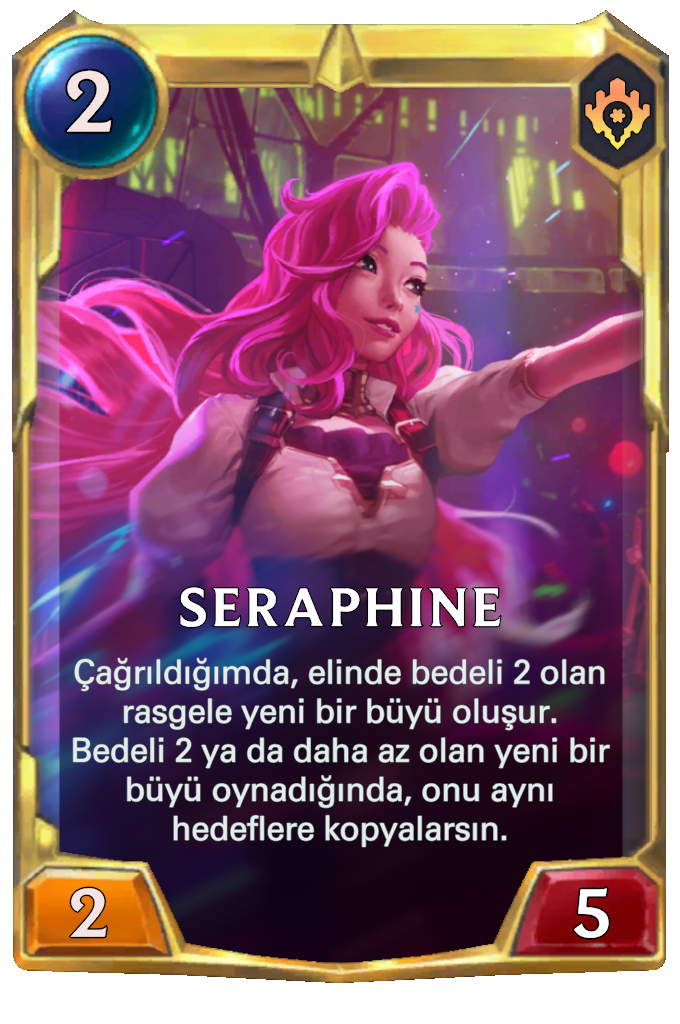 2
SERAPHINE
Çağrıldığımda, elinde bedeli 2 olan
rasgele yeni bir büyü oluşur.
Bedeli 2 ya da daha az olan yeni bir
büyü oynadığında, onu aynı
hedeflere kopyalarsın.
2
5